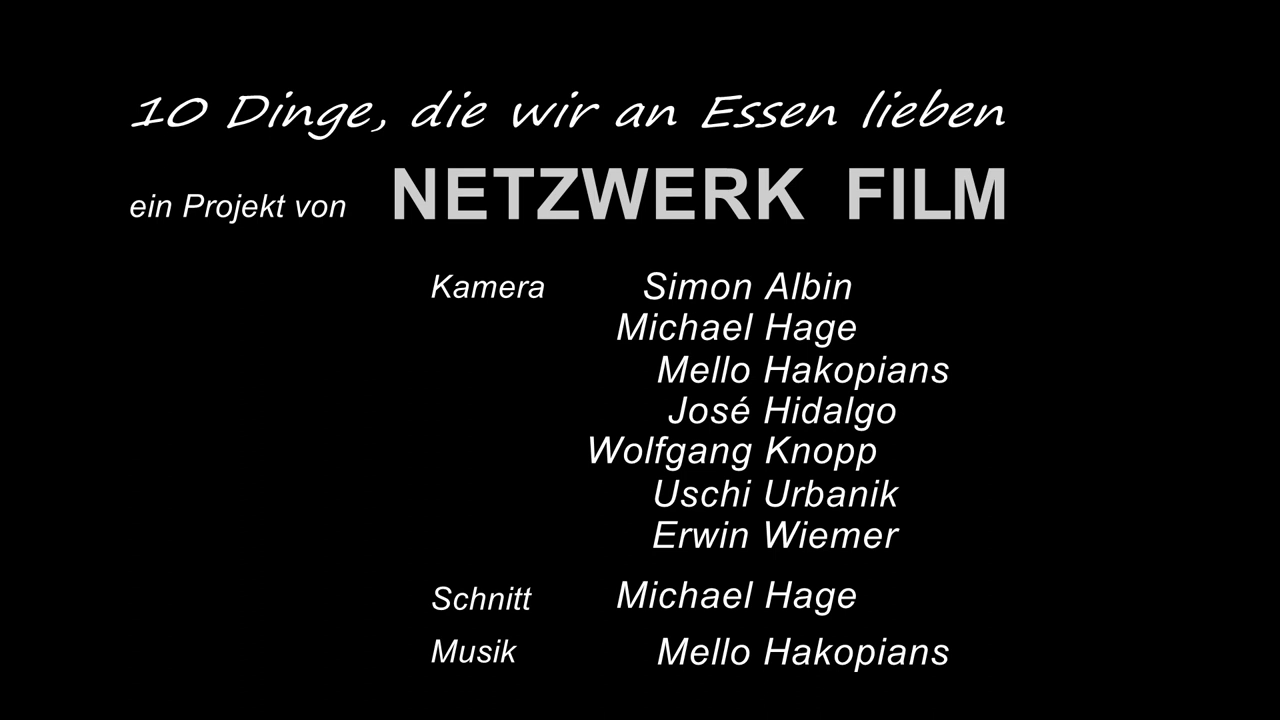 10 Dinge, die wir an Essen lieben
ein Projekt von NETZWERK FILM
Kamera Simon Albin
Michael Hage
Mello Hakopians
José Hidalgo
Wolfgang Knopp
Uschi Urbanik
Erwin Wiemer
Schnitt Michael Hage
Musik Mello Hakopians